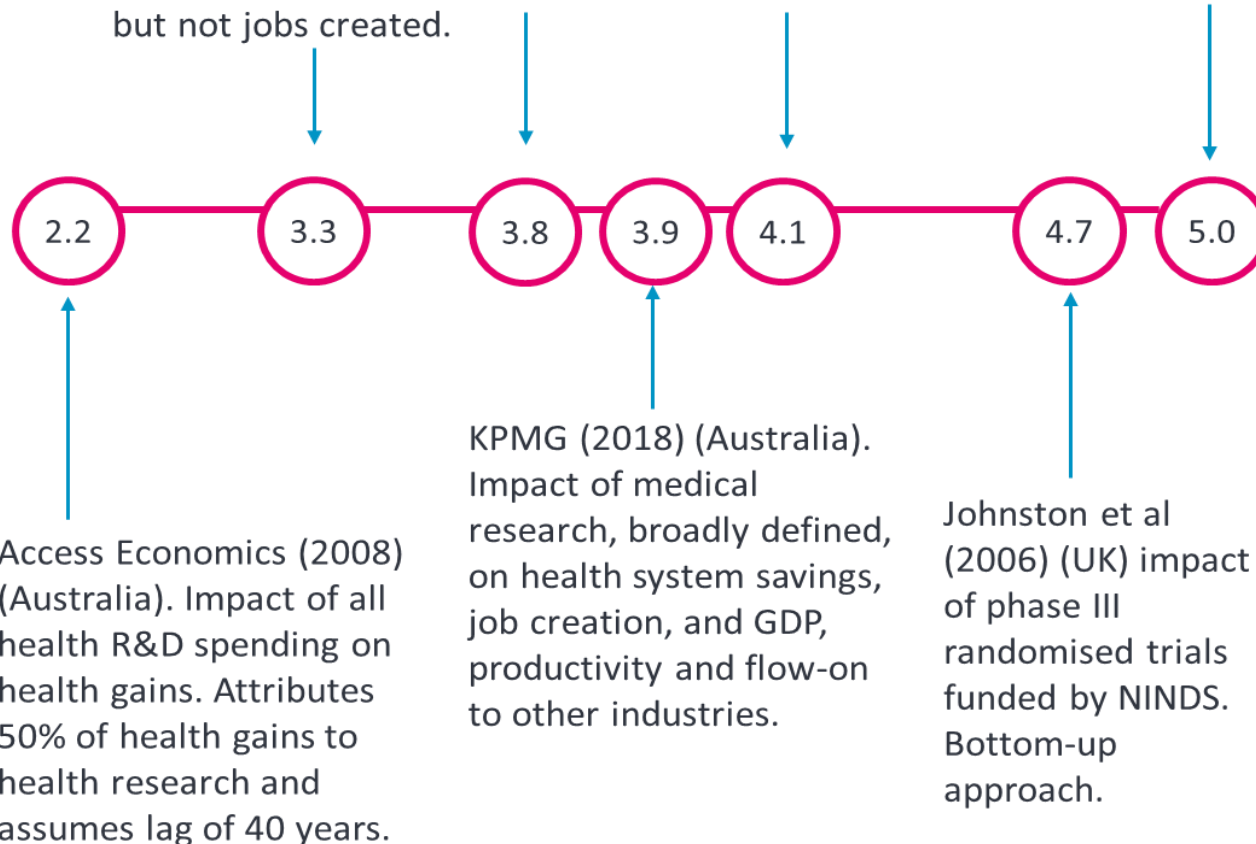 but not jobs created.
2.2
3.3
3.8
3.9
4.1
4.7
5.0
KPMG (2018) (Australia).
Impact of medical
research, broadly defined,
on health system savings,
job creation, and GDP,
productivity and flow-on
to other industries.
Johnston et al
(2006) (UK) impact
of phase III
randomised trials
funded by NINDS.
Bottom-up
approach.
Access Economics (2008)
(Australia). Impact of all
health R&D spending on
health gains. Attributes
50% of health gains to
health research and
assumes lag of 40 years.